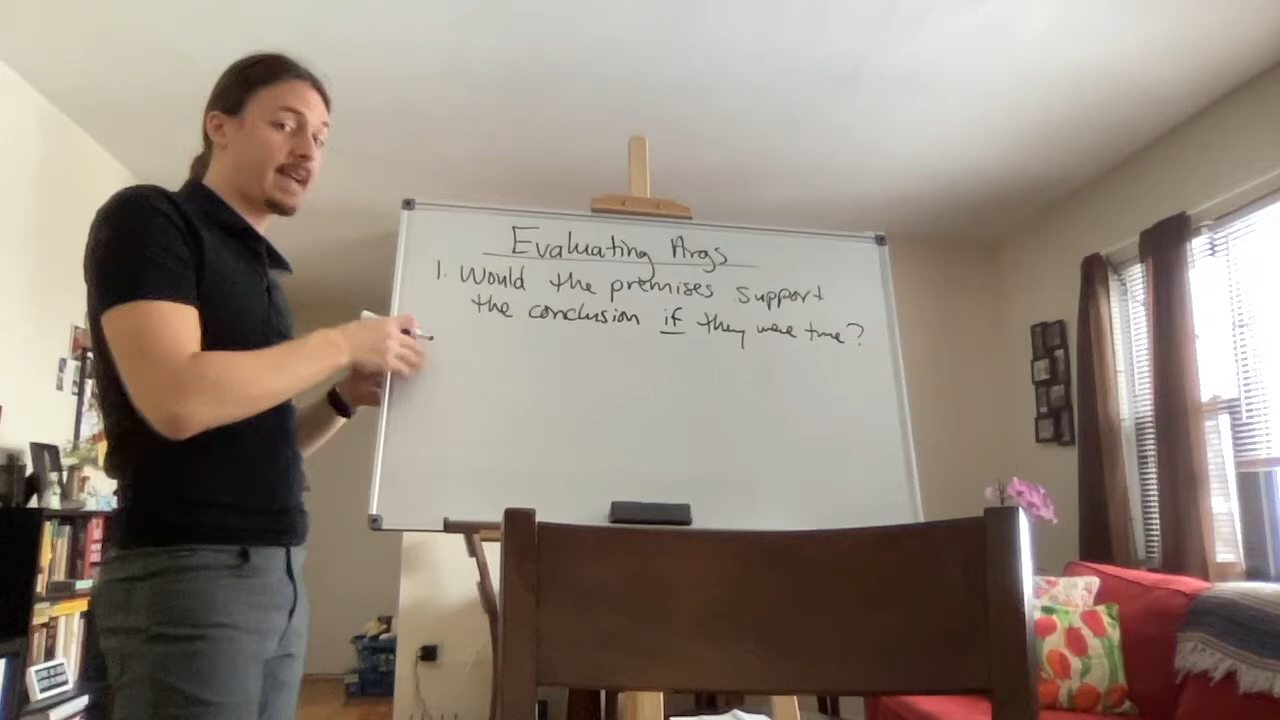 Evaluating Args
1. Would the premises support
the conclusion if they were true?